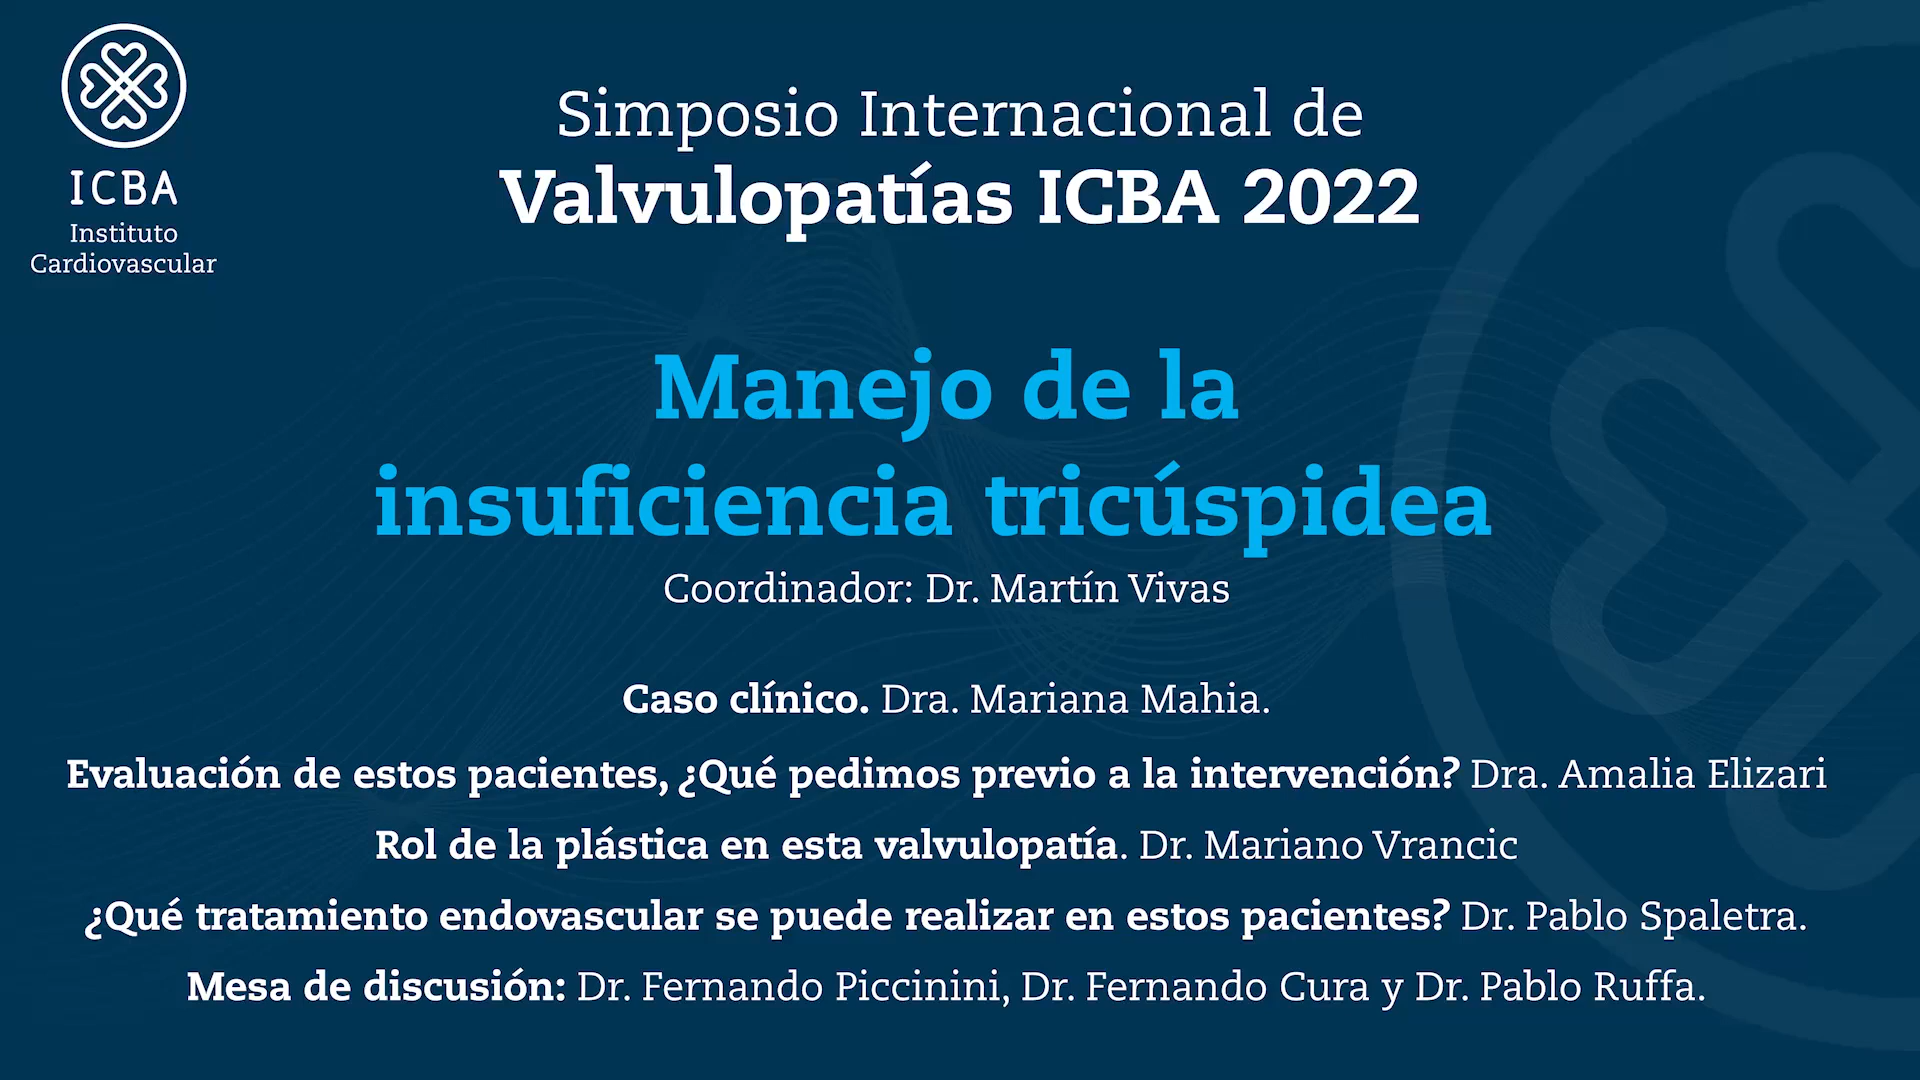 ICBA
Instituto
Cardiovascular
Simposio Internacional de
Valvulopatías ICBA 2022
Manejo de la
insuficiencia tricúspidea
Coordinador: Dr. Martín Vivas
Caso clínico. Dra. Mariana Mahia.
Evaluación de estos pacientes, ¿Qué pedimos previo a la intervención? Dra. Amalia Elizari
Rol de la plástica en esta valvulopatía. Dr. Mariano Vrancic
¿Qué tratamiento endovascular se puede realizar en estos pacientes? Dr. Pablo Spaletra.
Mesa de discusión: Dr. Fernando Piccinini, Dr. Fernando Cura y Dr. Pablo Ruffa.